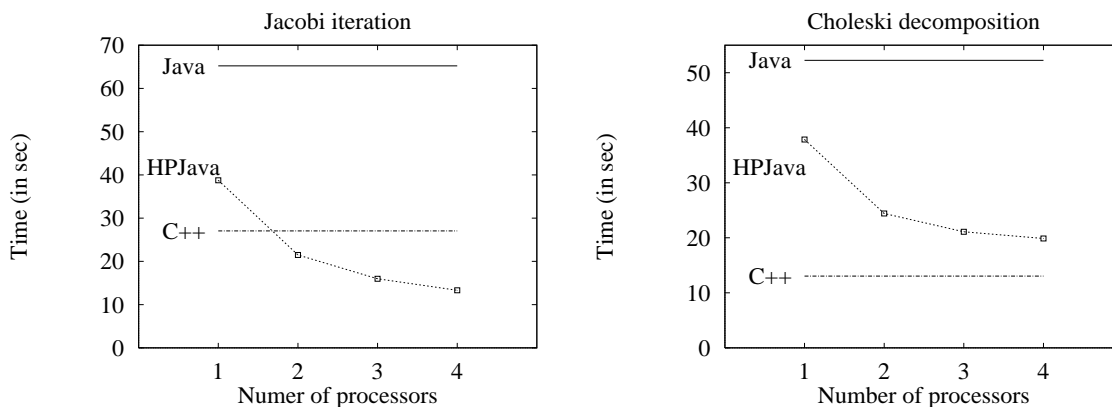 Jacobi iteration
70
60
50
40
30
20
10
0
Time (in sec)
Java
HPJava
C++
1 2 3 4
Numer of processors
Choleski decomposition
50
40
30
20
10
0
Time (in sec)
Java
HPJava
C++
1 2 3 4
Number of processors